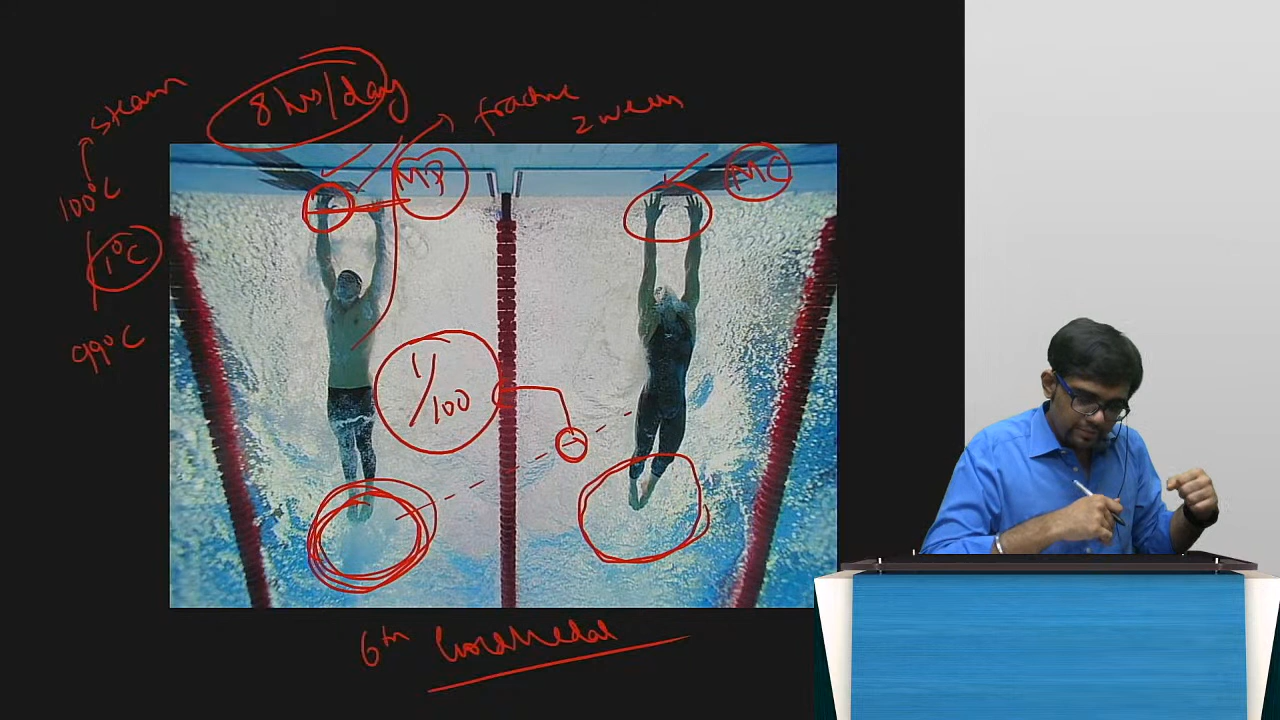 8 hrs/day
steam
fracture
2 weeks
100°C
MP
MC
1°C
99°C
1/100
6th Gold Medal